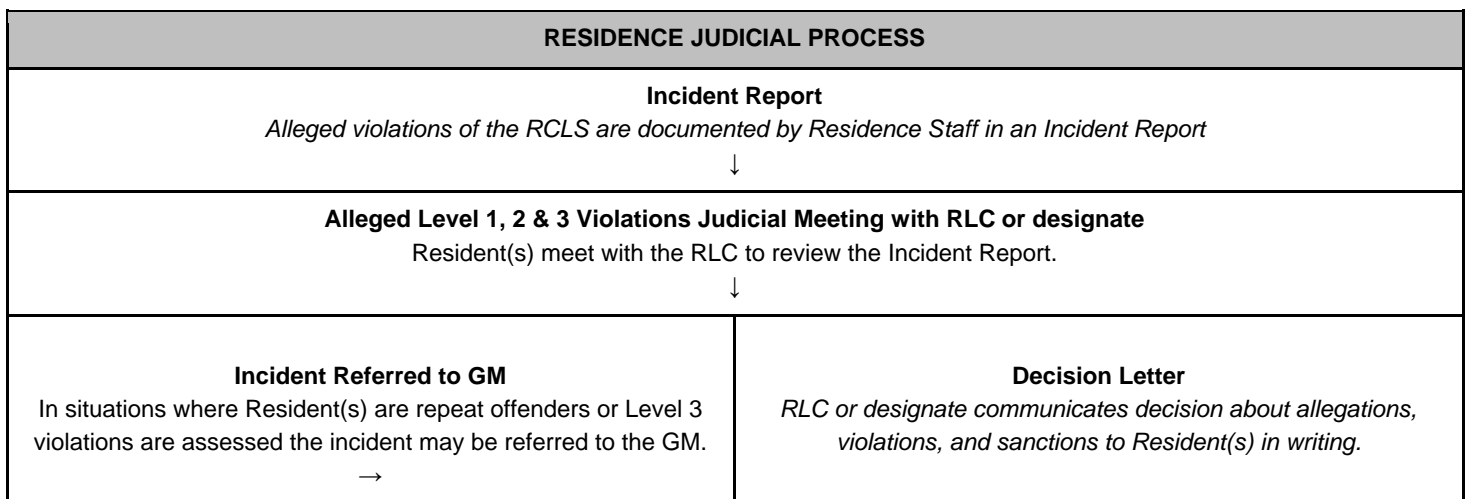 RESIDENCE JUDICIAL PROCESS
Incident Report
Alleged violations of the RCLS are documented by Residence Staff in an Incident Report
↓
Alleged Level 1, 2 & 3 Violations Judicial Meeting with RLC or designate
Resident(s) meet with the RLC to review the Incident Report.
↓
Incident Referred to GM
In situations where Resident(s) are repeat offenders or Level 3
violations are assessed the incident may be referred to the GM.
→
Decision Letter
RLC or designate communicates decision about allegations,
violations, and sanctions to Resident(s) in writing.